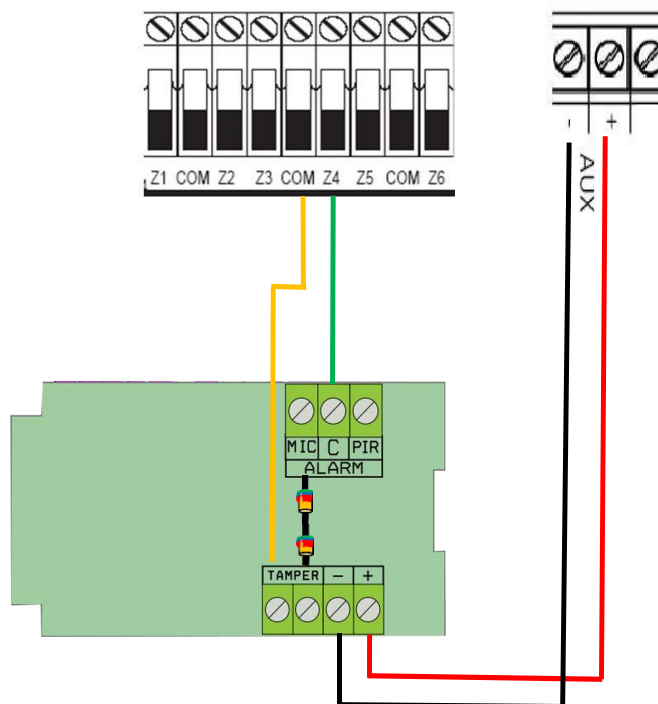 Z1 COM Z2 Z3 COM Z4 Z5 COM Z6
- +
AUX
MIC C PIR
ALARM
TAMPER - +